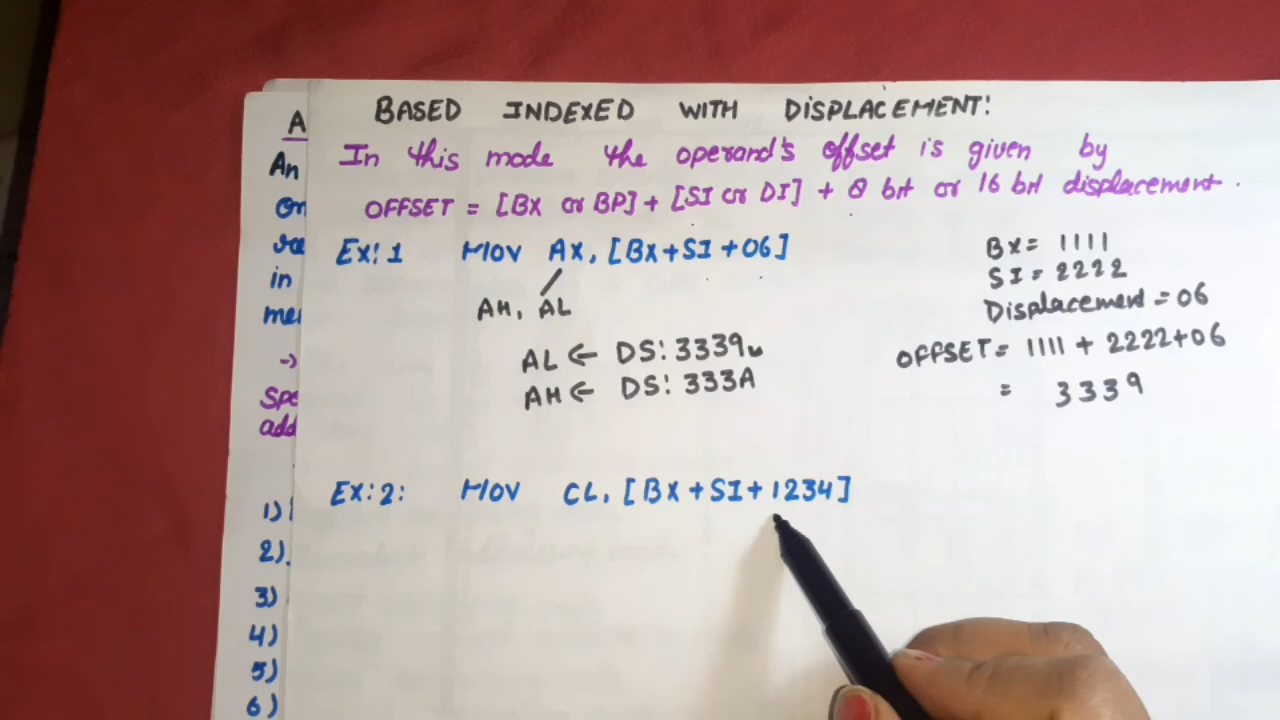 BASED INDEXED WITH DISPLACEMENT:
In this mode the operand's offset is given by
OFFSET = [BX or BP] + [SI or DI] + 8 bit or 16 bit displacement.
Ex: 1 MOV AX, [BX+SI+06]
AH, AL
AL ← DS: 3339
AH ← DS: 333A
BX = 1111
SI = 2222
Displacement = 06
OFFSET = 1111 + 2222+06
= 3339
Ex: 2: MOV CL, [BX+SI+1234]
A
An
in
1)
2)
3)
4)
5)
6)